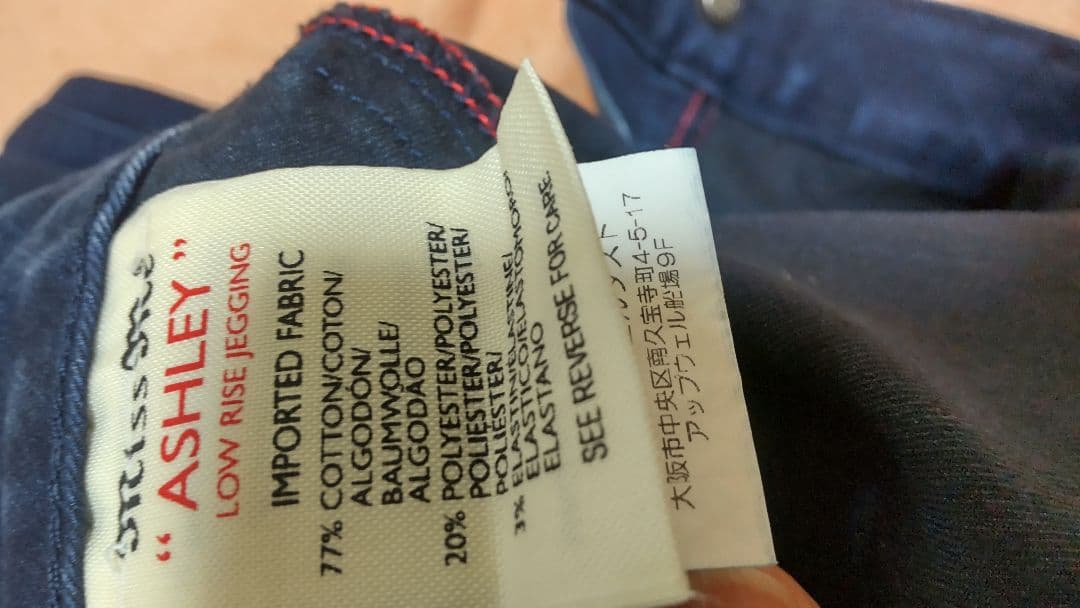 miss me
" ASHLEY "
LOW RISE JEGGING
IMPORTED FABRIC
77% COTTON/COTON/
ALGODON/
BAUMWOLLE/
ALGODAO
20% POLYESTER/POLYESTER/
POLIESTER/POLYESTER/
POLIESTER/
3% ELASTIN/ELASTINE/
ELASTICO/ELASTOMORO/
ELASTANO
SEE REVERSE FOR CARE
大阪市中央区南久宝寺町4-5-17
アップウェル船場9F